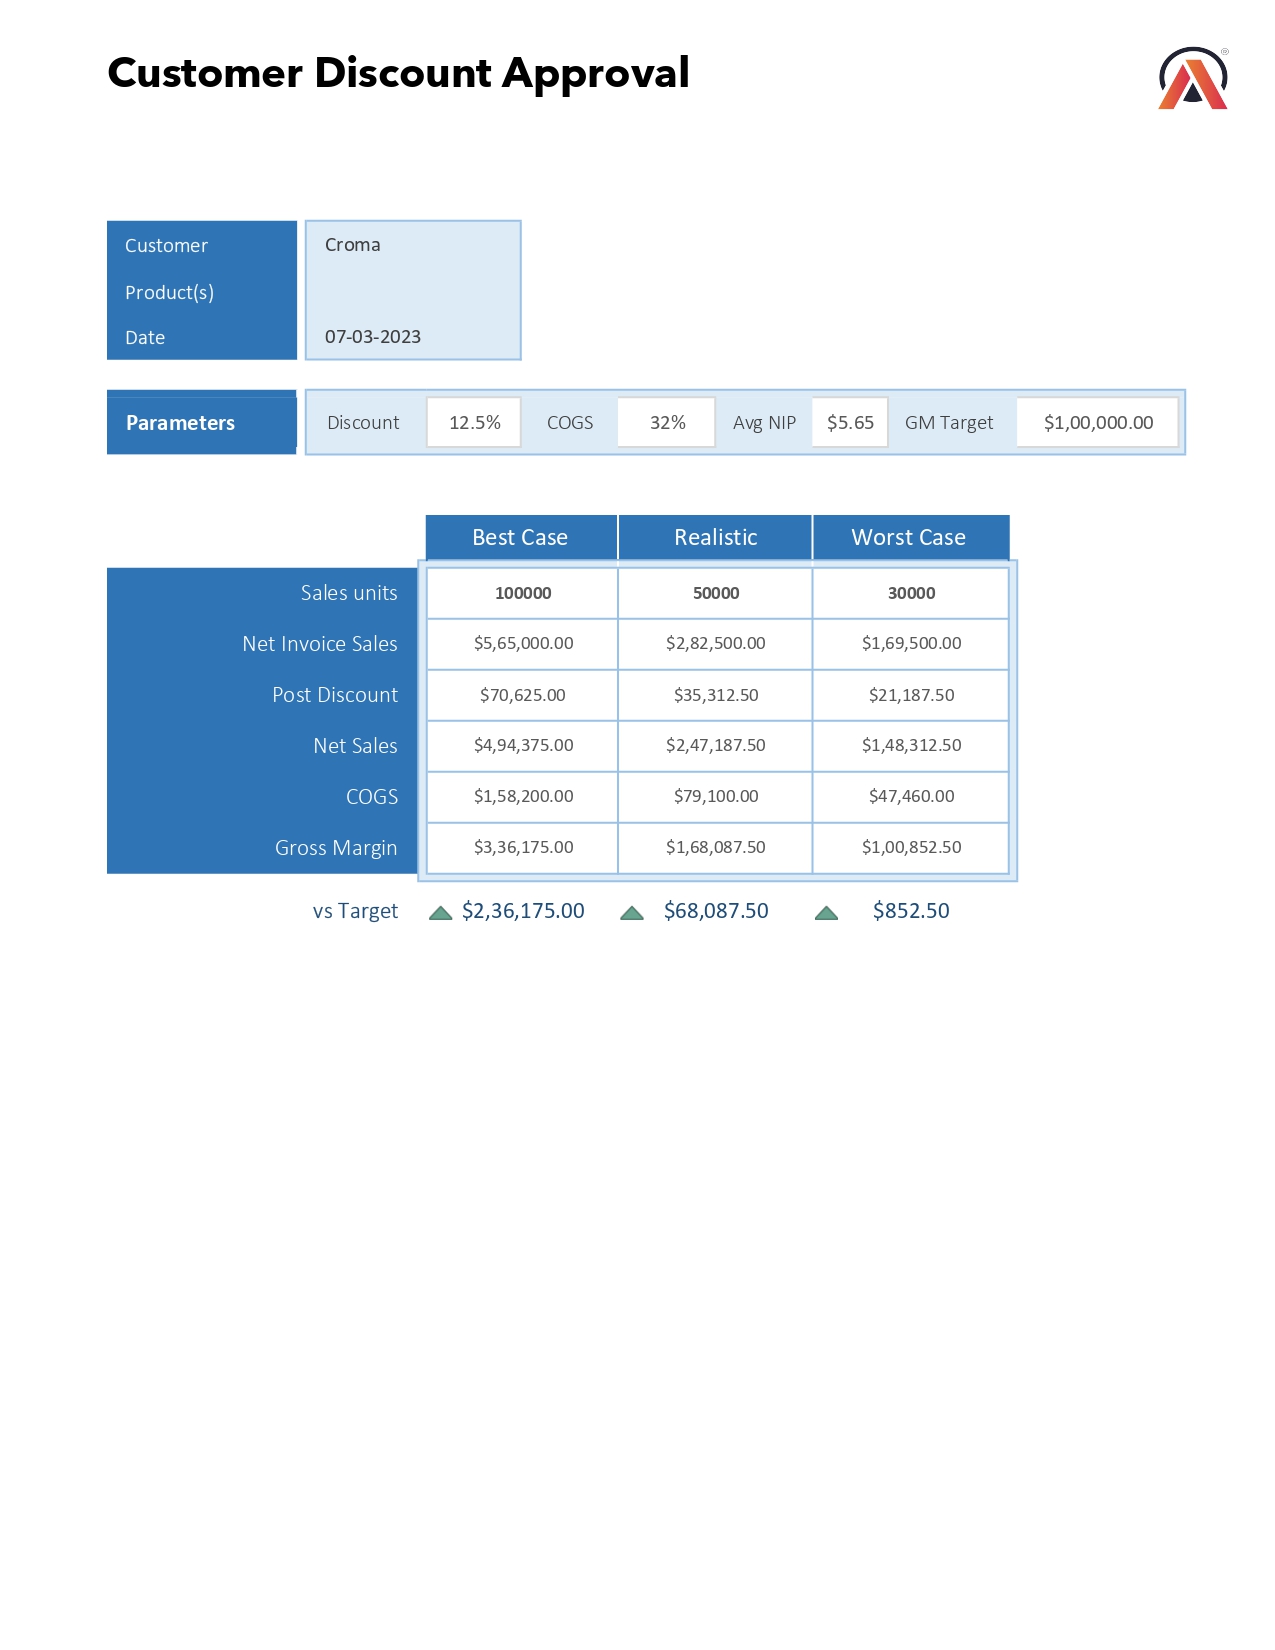 Customer Discount Approval
®
Customer Croma
Product(s)
Date 07-03-2023
Parameters Discount 12.5% COGS 32% Avg NIP $5.65 GM Target $1,00,000.00
Best Case Realistic Worst Case
Sales units 100000 50000 30000
Net Invoice Sales $5,65,000.00 $2,82,500.00 $1,69,500.00
Post Discount $70,625.00 $35,312.50 $21,187.50
Net Sales $4,94,375.00 $2,47,187.50 $1,48,312.50
COGS $1,58,200.00 $79,100.00 $47,460.00
Gross Margin $3,36,175.00 $1,68,087.50 $1,00,852.50
vs Target $2,36,175.00 $68,087.50 $852.50